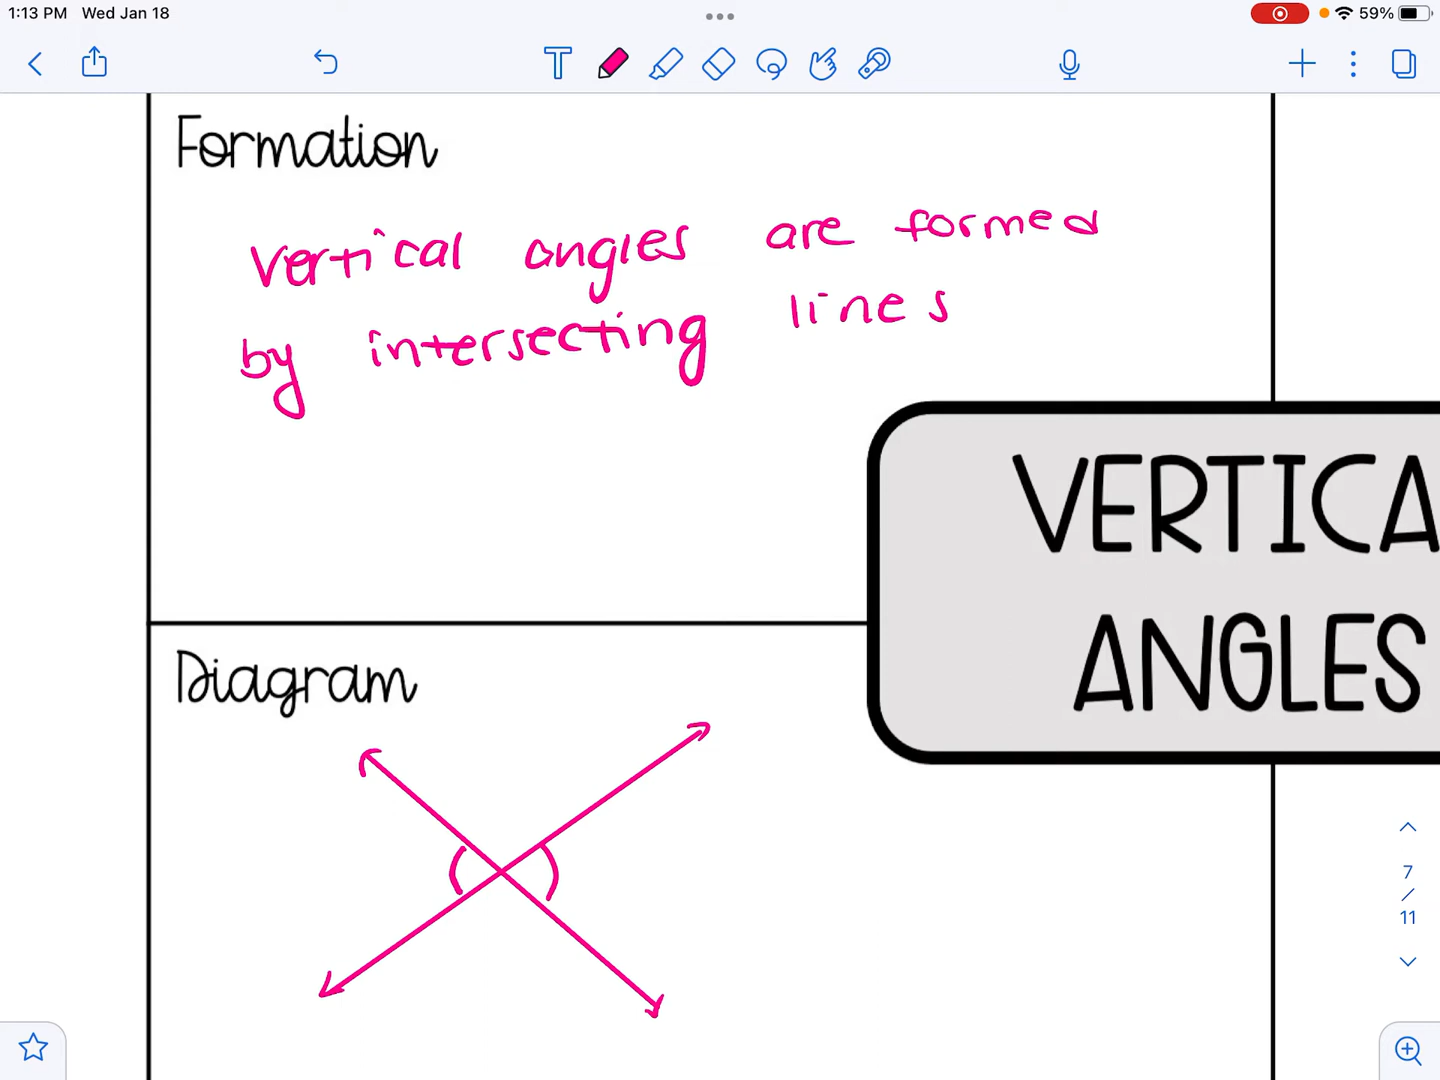 1:13 PM Wed Jan 18
59%
Formation
vertical angles are formed
by intersecting lines
VERTICA
ANGLES
Diagram
7
/
11